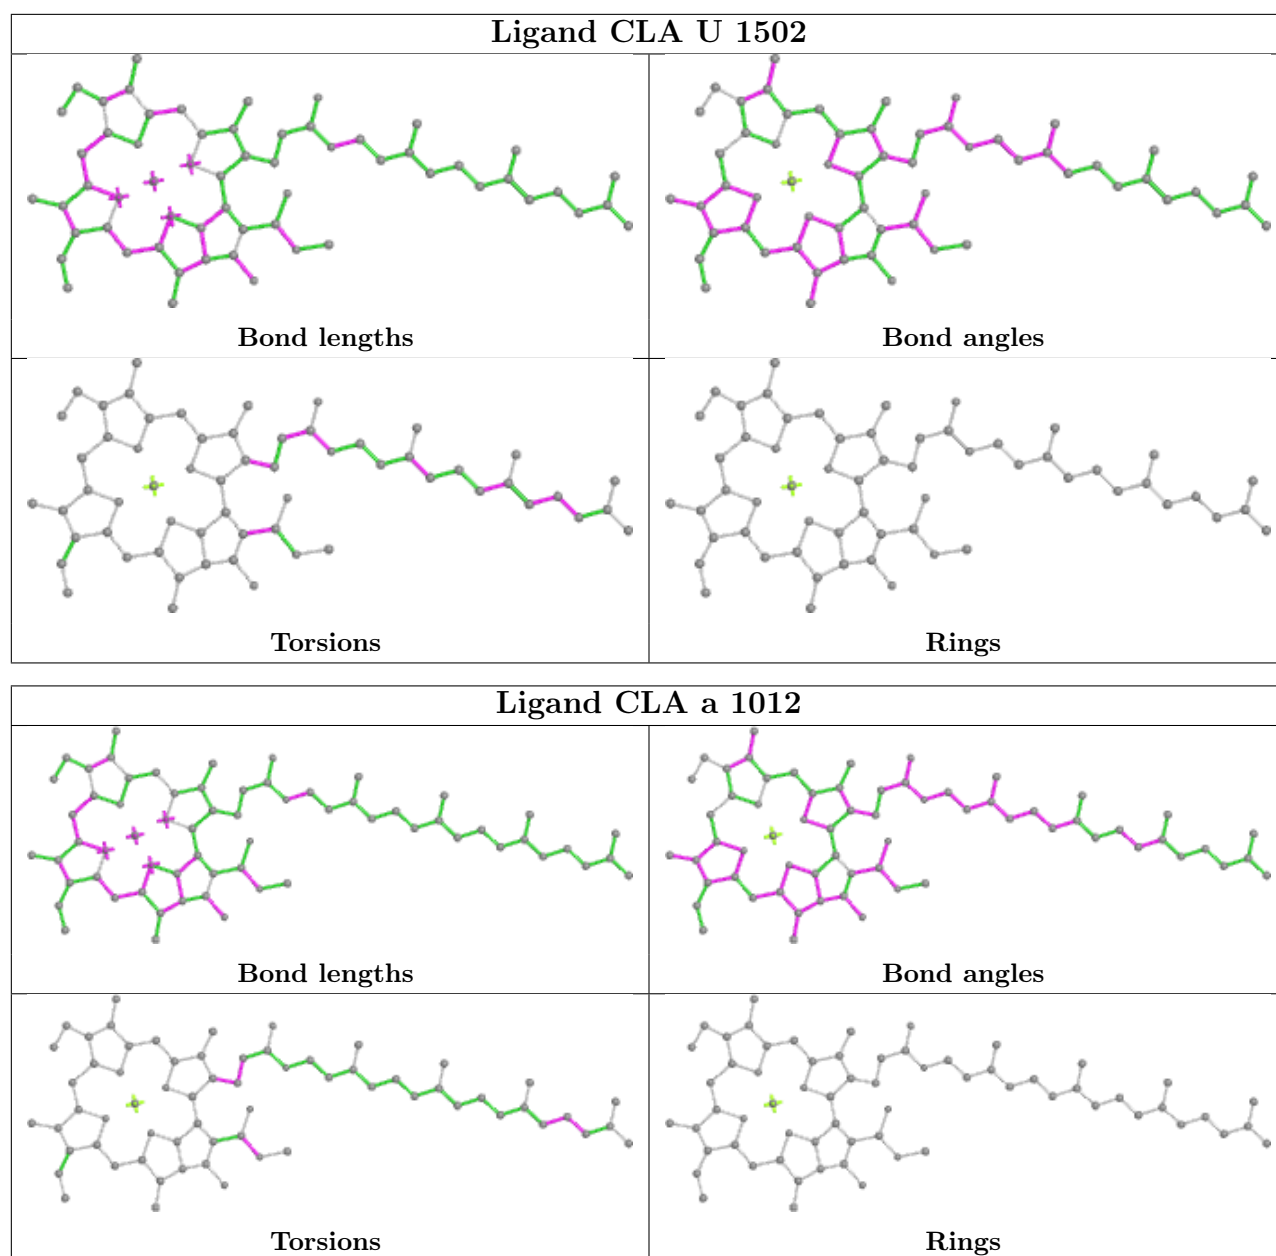 Ligand CLA U 1502
Bond lengths
Bond angles
Torsions
Rings
Ligand CLA a 1012
Bond lengths
Bond angles
Torsions
Rings